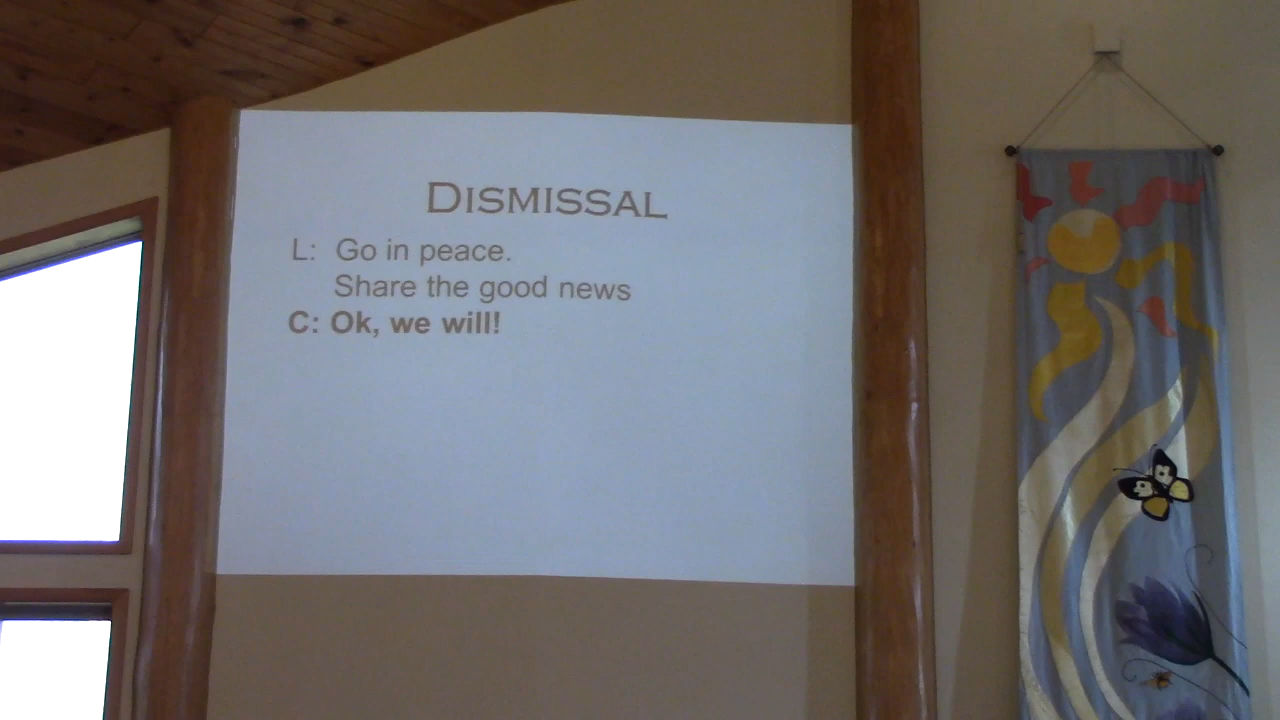 DISMISSAL
L: Go in peace.
Share the good news
C: Ok, we will!